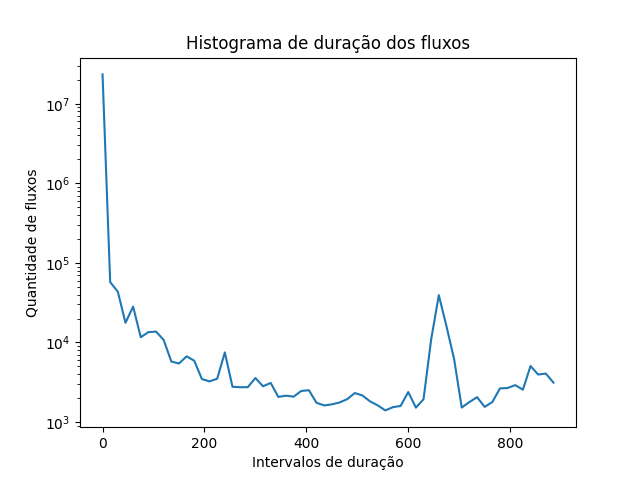 Histograma de duração dos fluxos
Quantidade de fluxos
10⁷
10⁶
10⁵
10⁴
10³
0 200 400 600 800
Intervalos de duração